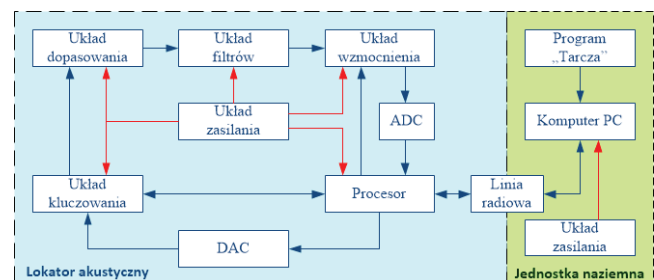 Układ
dopasowania
Układ
filtrów
Układ
wzmocnienia
Program
„Tarcza”
Układ
zasilania
ADC
Komputer PC
Układ
kluczowania
Procesor
Linia
radiowa
DAC
Układ
zasilania
Lokator akustyczny
Jednostka naziemna